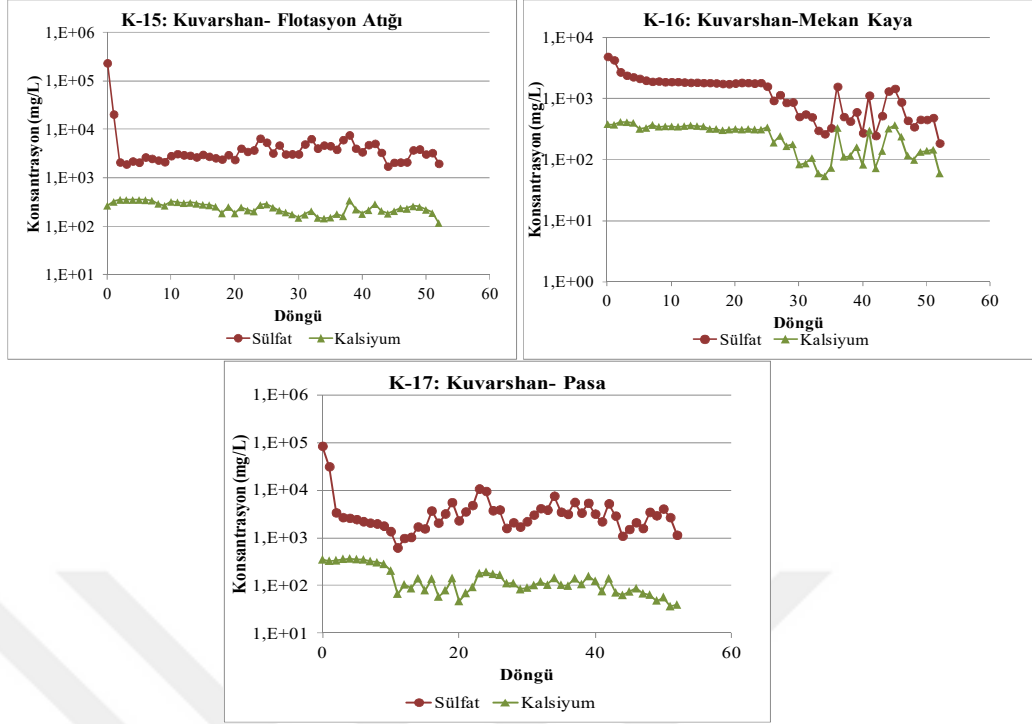 K-15: Kuvarshan- Flotasyon Atığı
Konsantrasyon (mg/L)
1,E+06
1,E+05
1,E+04
1,E+03
1,E+02
1,E+01
0 10 20 30 40 50 60
Döngü
Sülfat Kalsiyum
K-16: Kuvarshan-Mekan Kaya
Konsantrasyon (mg/L)
1,E+04
1,E+03
1,E+02
1,E+01
1,E+00
0 10 20 30 40 50 60
Döngü
Sülfat Kalsiyum
K-17: Kuvarshan- Pasa
Konsantrasyon (mg/L)
1,E+06
1,E+05
1,E+04
1,E+03
1,E+02
1,E+01
0 20 40 60
Döngü
Sülfat Kalsiyum